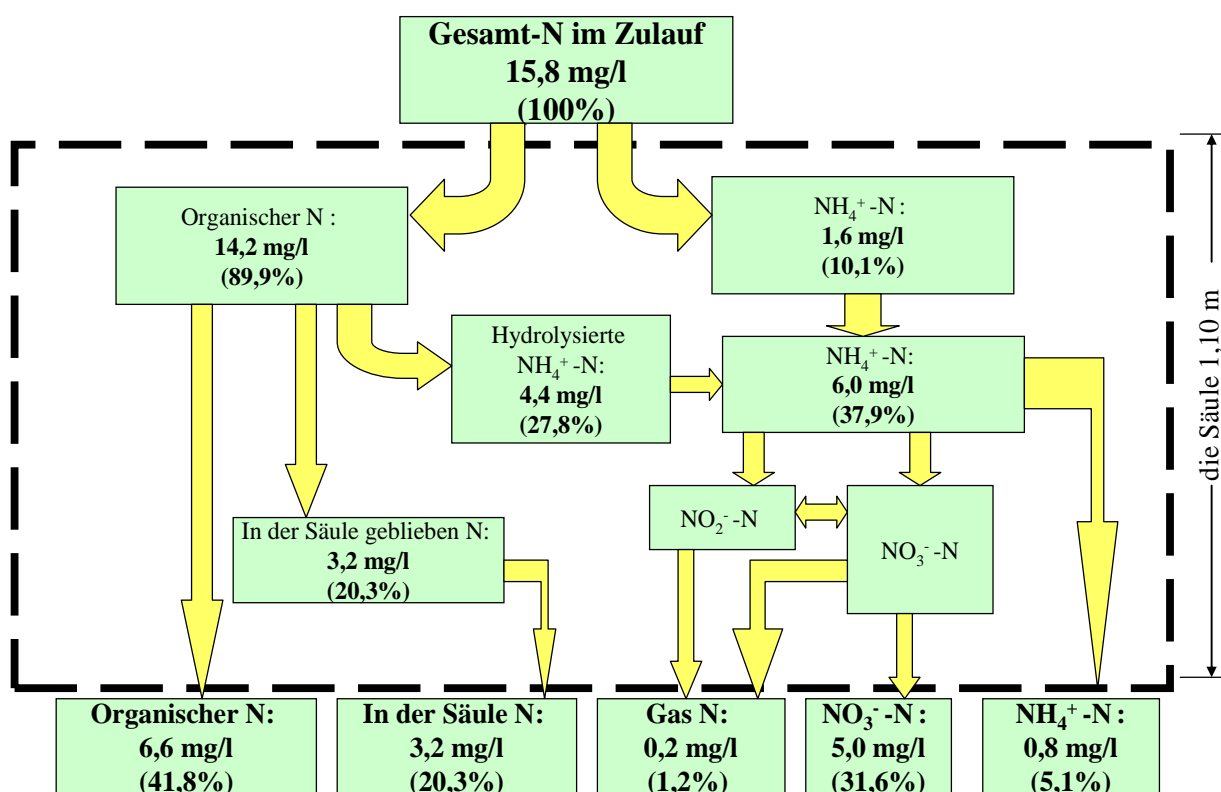 Gesamt-N im Zulauf
15,8 mg/l
(100%)
Organischer N :
14,2 mg/l
(89,9%)
NH₄⁺ -N :
1,6 mg/l
(10,1%)
Hydrolysierte
NH₄⁺ -N:
4,4 mg/l
(27,8%)
NH₄⁺ -N:
6,0 mg/l
(37,9%)
die Säule 1,10 m
In der Säule geblieben N:
3,2 mg/l
(20,3%)
NO₂⁻ -N
NO₃⁻ -N
Organischer N:
6,6 mg/l
(41,8%)
In der Säule N:
3,2 mg/l
(20,3%)
Gas N:
0,2 mg/l
(1,2%)
NO₃⁻ -N :
5,0 mg/l
(31,6%)
NH₄⁺ -N :
0,8 mg/l
(5,1%)